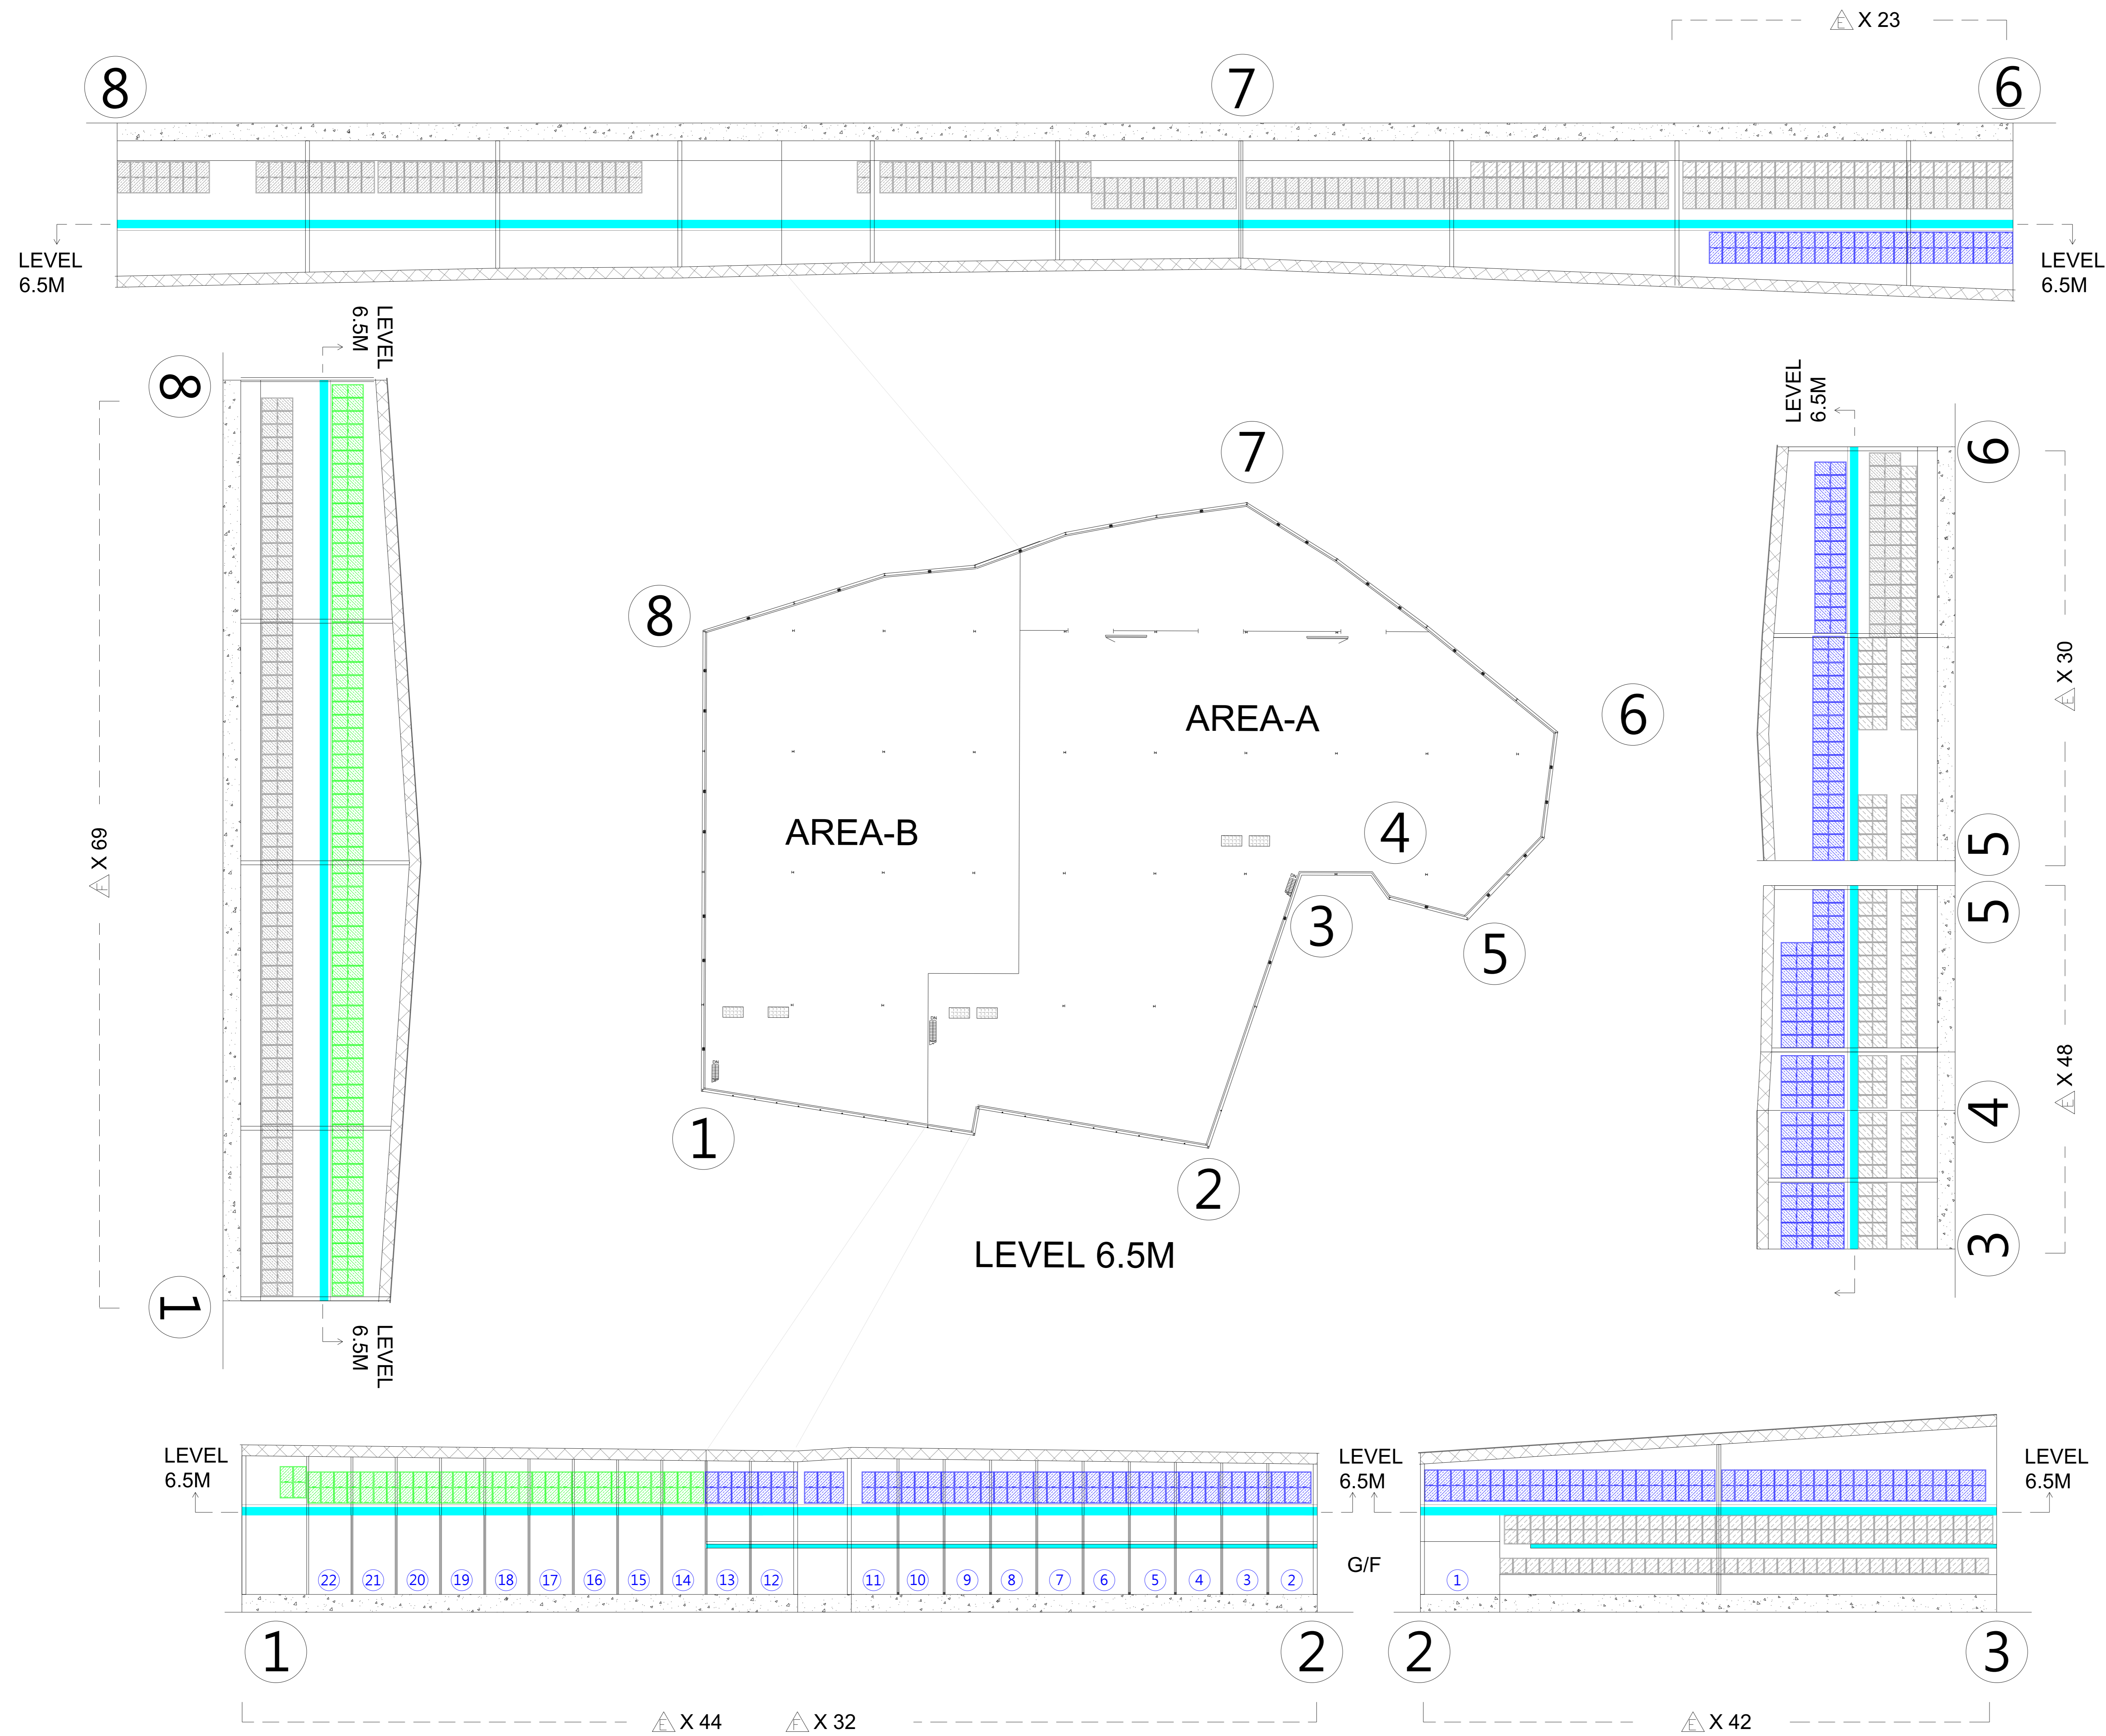 E X 23
8
7
6
LEVEL
6.5M
LEVEL
6.5M
LEVEL
6.5M
8
F X 69
1
LEVEL
6.5M
LEVEL
6.5M
6
E X 30
5
5
E X 48
4
3
7
8
6
AREA-A
AREA-B
4
3
5
DN
DN
1
2
LEVEL 6.5M
LEVEL
6.5M
LEVEL
6.5M
LEVEL
6.5M
G/F
22 21 20 19 18 17 16 15 14 13 12 11 10 9 8 7 6 5 4 3 2
1
1
2
2
3
E X 44
F X 32
E X 42